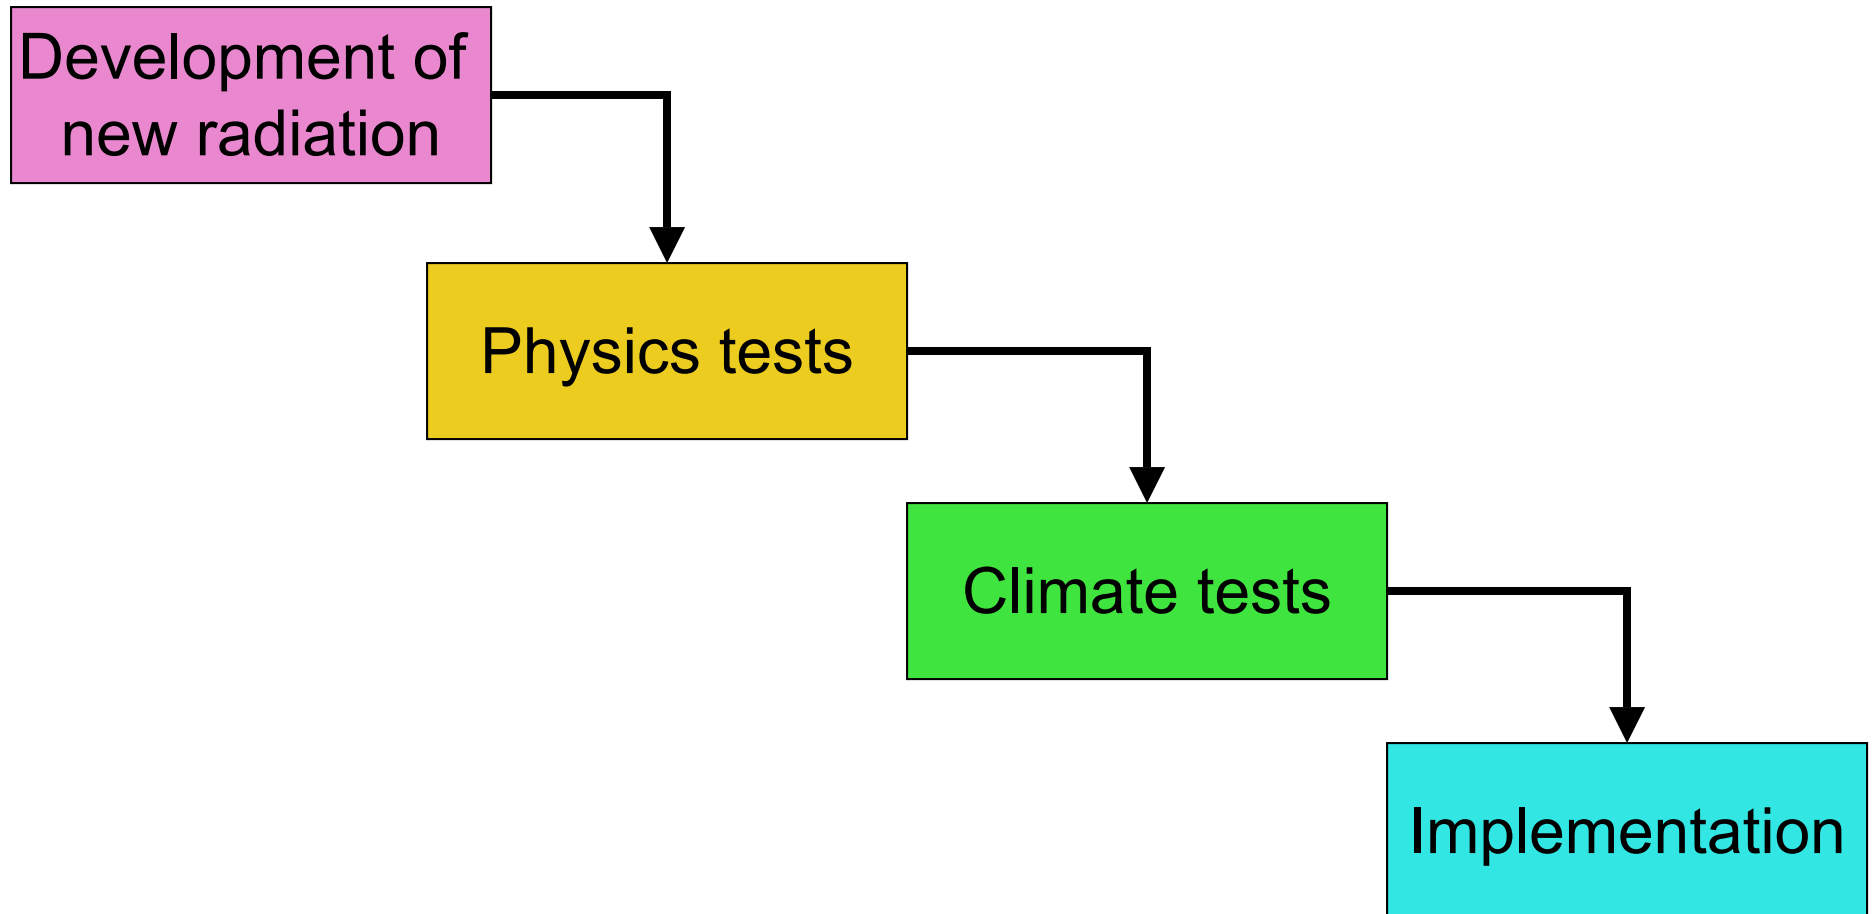 Development of
new radiation
Physics tests
Climate tests
Implementation